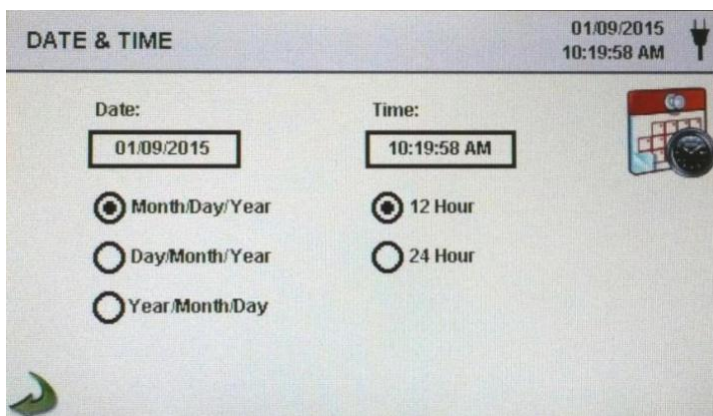 DATE & TIME
01/09/2015
10:19:58 AM
Date:
01/09/2015
Month/Day/Year
Day/Month/Year
Year/Month/Day
Time:
10:19:58 AM
12 Hour
24 Hour